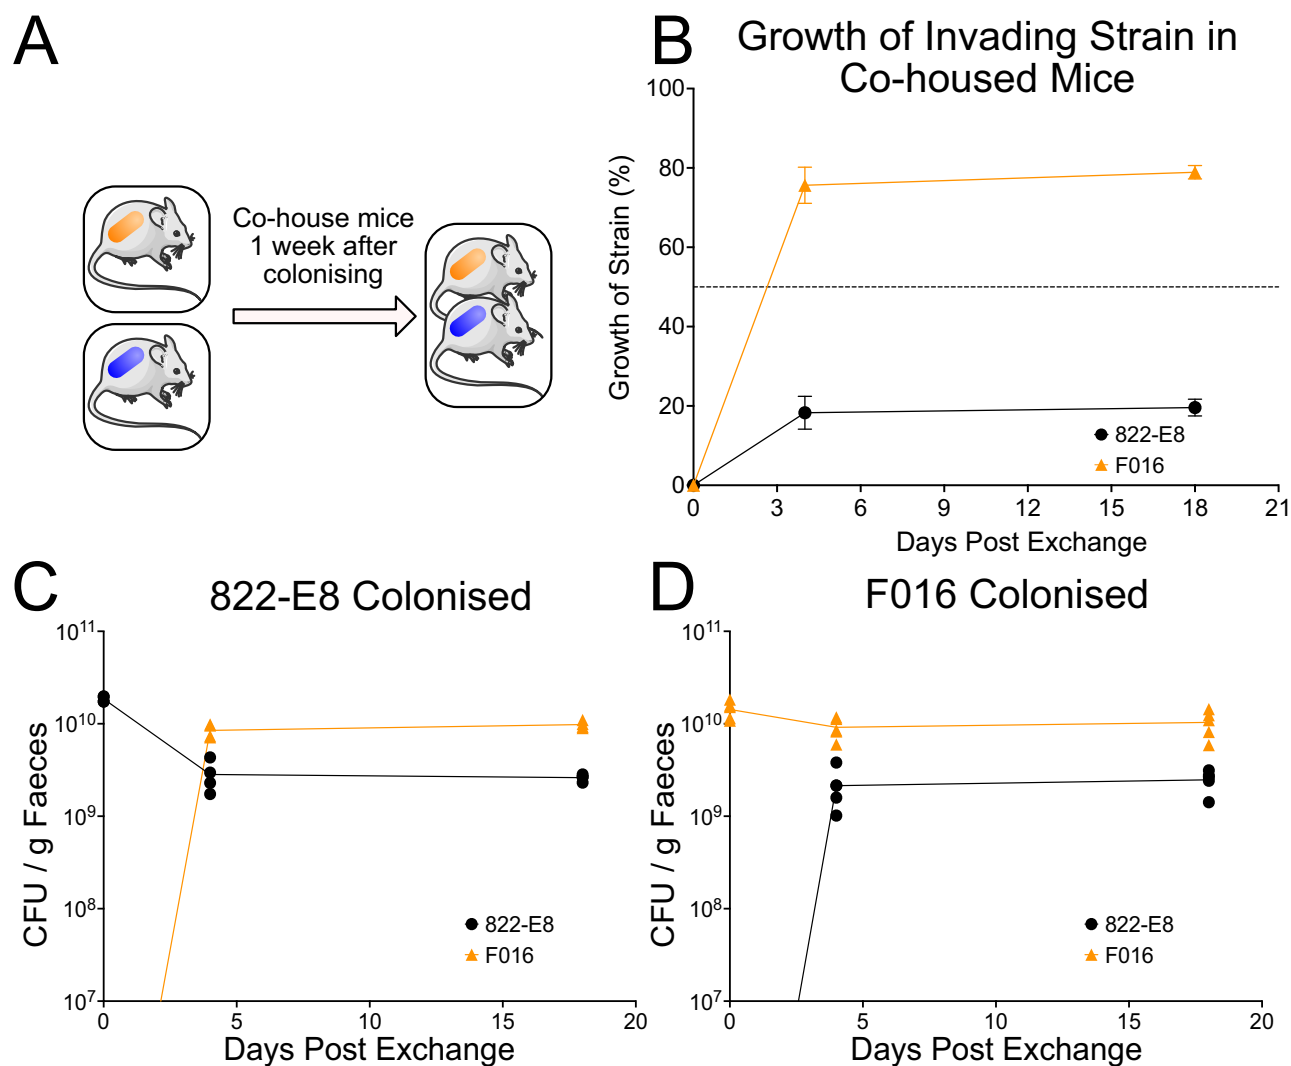 A
Co-house mice
1 week after
colonising
B
Growth of Invading Strain in
Co-housed Mice
Growth of Strain (%)
100
80
60
40
20
0
0 3 6 9 12 15 18 21
Days Post Exchange
822-E8
F016
C
822-E8 Colonised
CFU / g Faeces
10¹¹
10¹⁰
10⁹
10⁸
10⁷
0 5 10 15 20
Days Post Exchange
822-E8
F016
D
F016 Colonised
CFU / g Faeces
10¹¹
10¹⁰
10⁹
10⁸
10⁷
0 5 10 15 20
Days Post Exchange
822-E8
F016